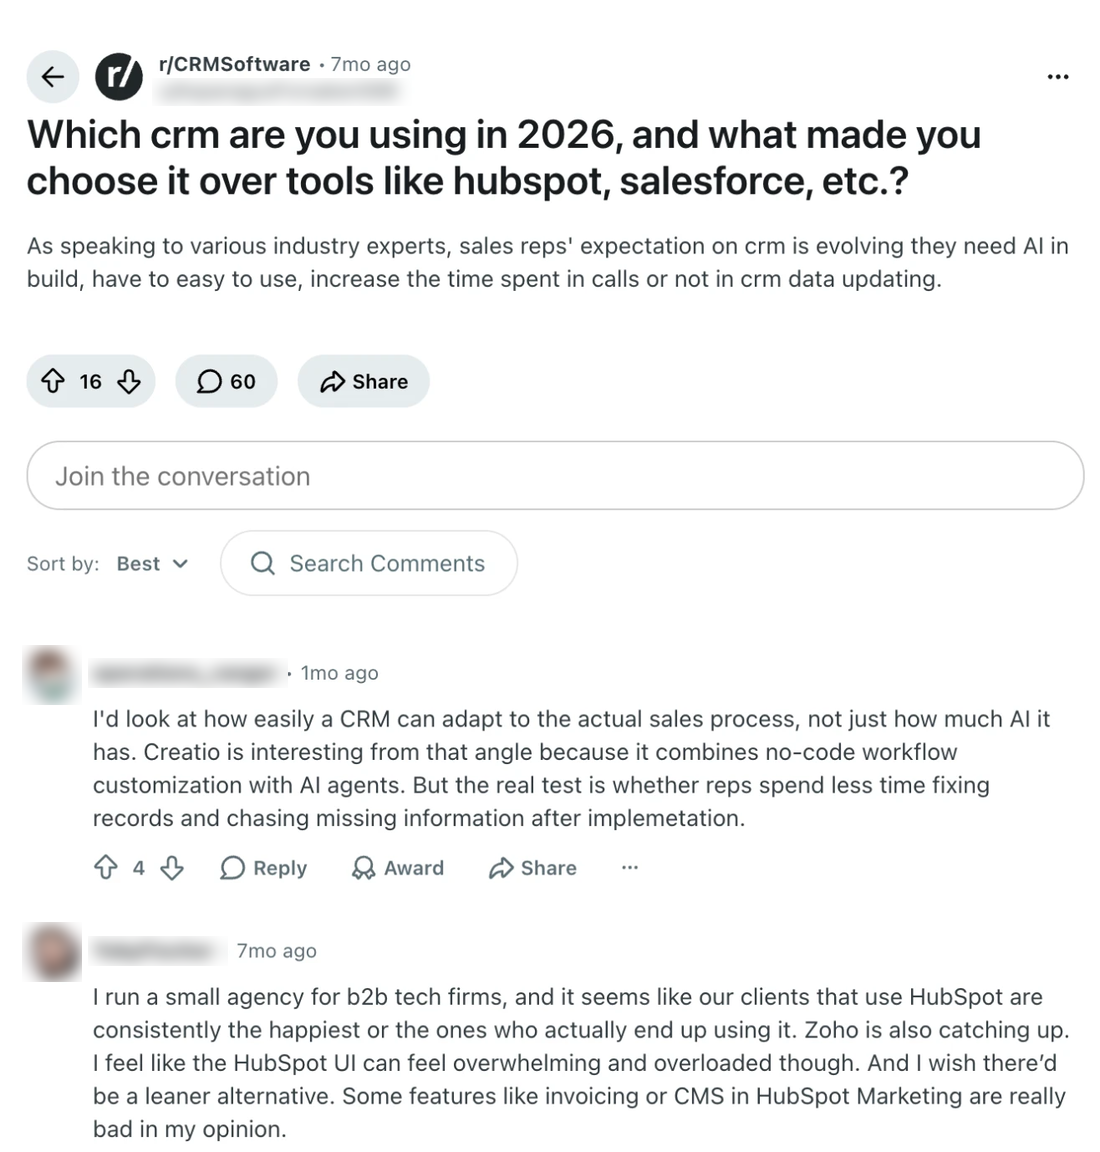 r/CRMSoftware • 7mo ago
Which crm are you using in 2026, and what made you
choose it over tools like hubspot, salesforce, etc.?
As speaking to various industry experts, sales reps' expectation on crm is evolving they need AI in
build, have to easy to use, increase the time spent in calls or not in crm data updating.
16 60 Share
Join the conversation
Sort by: Best Search Comments
• 1mo ago
I'd look at how easily a CRM can adapt to the actual sales process, not just how much AI it
has. Creatio is interesting from that angle because it combines no-code workflow
customization with AI agents. But the real test is whether reps spend less time fixing
records and chasing missing information after implemetation.
4 Reply Award Share ...
7mo ago
I run a small agency for b2b tech firms, and it seems like our clients that use HubSpot are
consistently the happiest or the ones who actually end up using it. Zoho is also catching up.
I feel like the HubSpot UI can feel overwhelming and overloaded though. And I wish there’d
be a leaner alternative. Some features like invoicing or CMS in HubSpot Marketing are really
bad in my opinion.